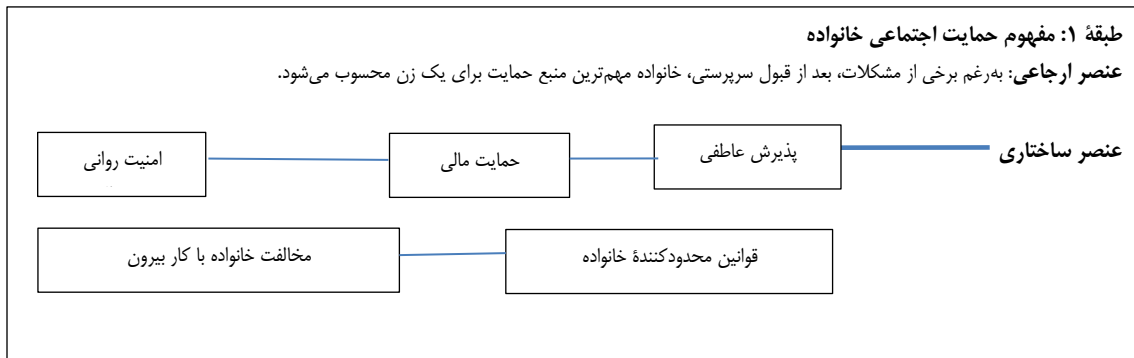 طبقۀ ۱: مفهوم حمایت اجتماعی خانواده
عنصر ارجاعی: به‌رغم برخی از مشکلات، بعد از قبول سرپرستی، خانواده مهم‌ترین منبع حمایت برای یک زن محسوب می‌شود.
عنصر ساختاری
پذیرش عاطفی
حمایت مالی
امنیت روانی
قوانین محدودکنندۀ خانواده
مخالفت خانواده با کار بیرون